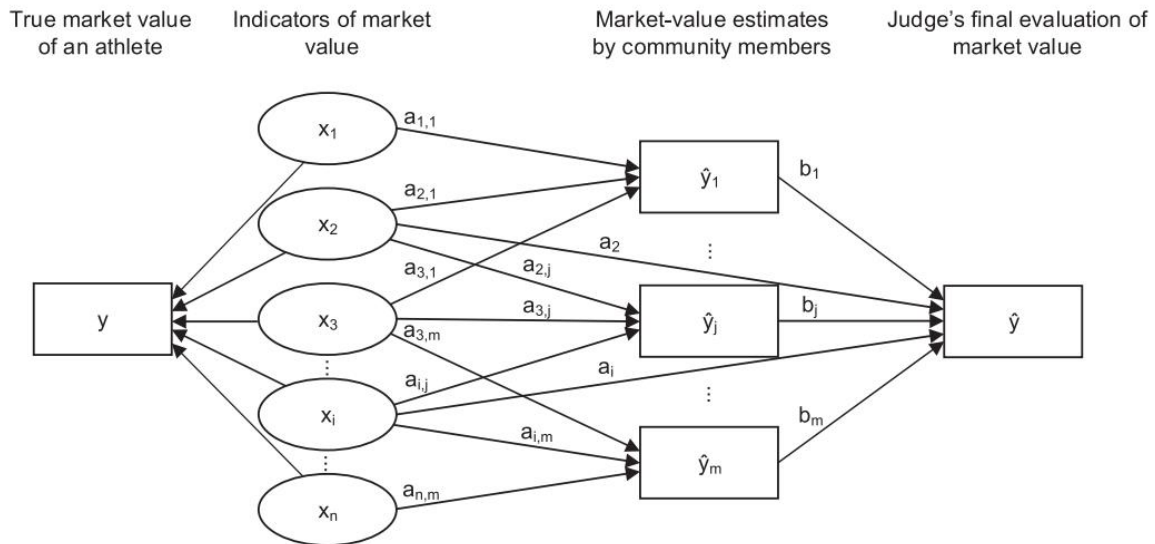 True market value
of an athlete
Indicators of market
value
Market-value estimates
by community members
Judge's final evaluation of
market value
x₁
a₁,₁
ŷ₁
b₁
a₂,₁
x₂
a₂
⋮
a₃,₁
a₂,ⱼ
y
x₃
a₃,ⱼ
ŷⱼ
bⱼ
ŷ
a₃,ₘ
⋮
aᵢ,ⱼ
aᵢ
⋮
xᵢ
aᵢ,ₘ
bₘ
⋮
ŷₘ
aₙ,ₘ
xₙ